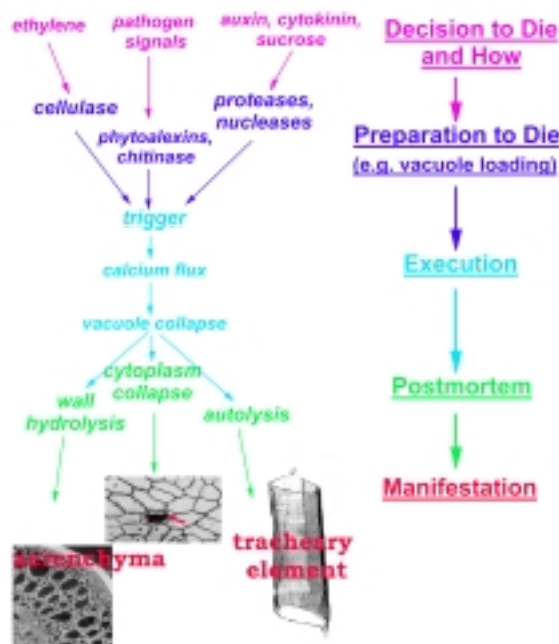 ethylene
pathogen
signals
auxin, cytokinin,
sucrose
cellulase
phytoalexins,
chitinase
proteases,
nucleases
trigger
calcium flux
vacuole collapse
wall
hydrolysis
cytoplasm
collapse
autolysis
aerenchyma
tracheary
element
Decision to Die
and How
Preparation to Die
(e.g. vacuole loading)
Execution
Postmortem
Manifestation